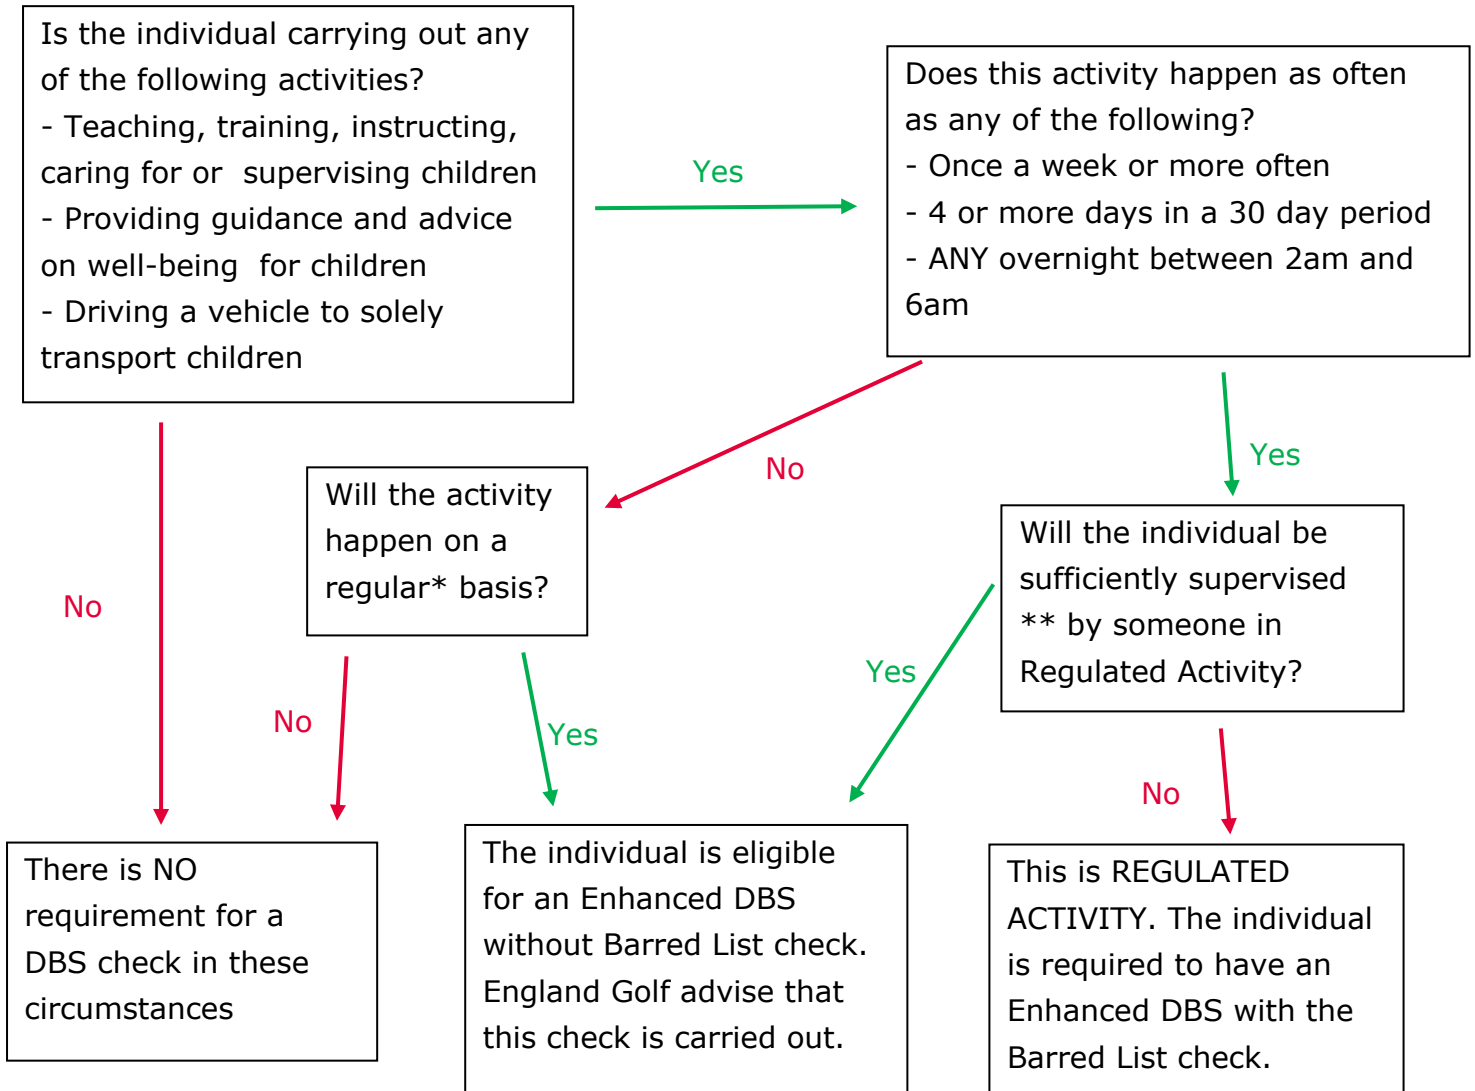 Is the individual carrying out any
of the following activities?
- Teaching, training, instructing,
caring for or  supervising children
- Providing guidance and advice
on well-being  for children
- Driving a vehicle to solely
transport children
Yes
Does this activity happen as often
as any of the following?
- Once a week or more often
- 4 or more days in a 30 day period
- ANY overnight between 2am and
6am
No
No
Yes
Will the activity
happen on a
regular* basis?
Will the individual be
sufficiently supervised
** by someone in
Regulated Activity?
No
Yes
Yes
No
There is NO
requirement for a
DBS check in these
circumstances
The individual is eligible
for an Enhanced DBS
without Barred List check.
England Golf advise that
this check is carried out.
This is REGULATED
ACTIVITY. The individual
is required to have an
Enhanced DBS with the
Barred List check.